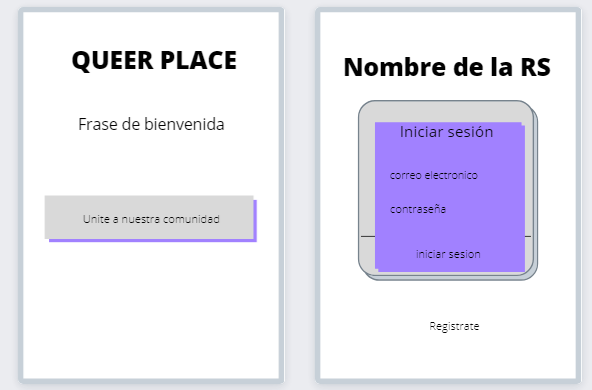 QUEER PLACE
Frase de bienvenida
Unite a nuestra comunidad
Nombre de la RS
Iniciar sesión
correo electronico
contraseña
iniciar sesion
Registrate